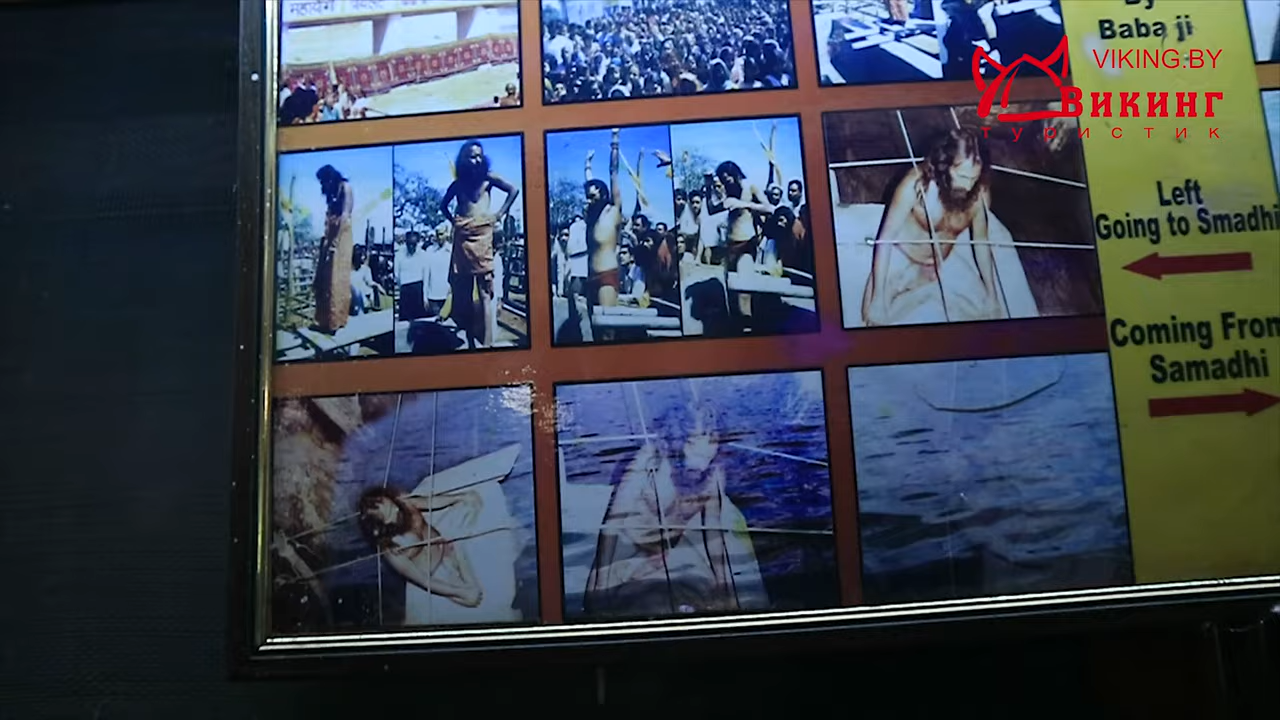 By
Baba ji
VIKING.BY
Викинг
туристик
Left
Going to Smadhi
Coming From
Samadhi